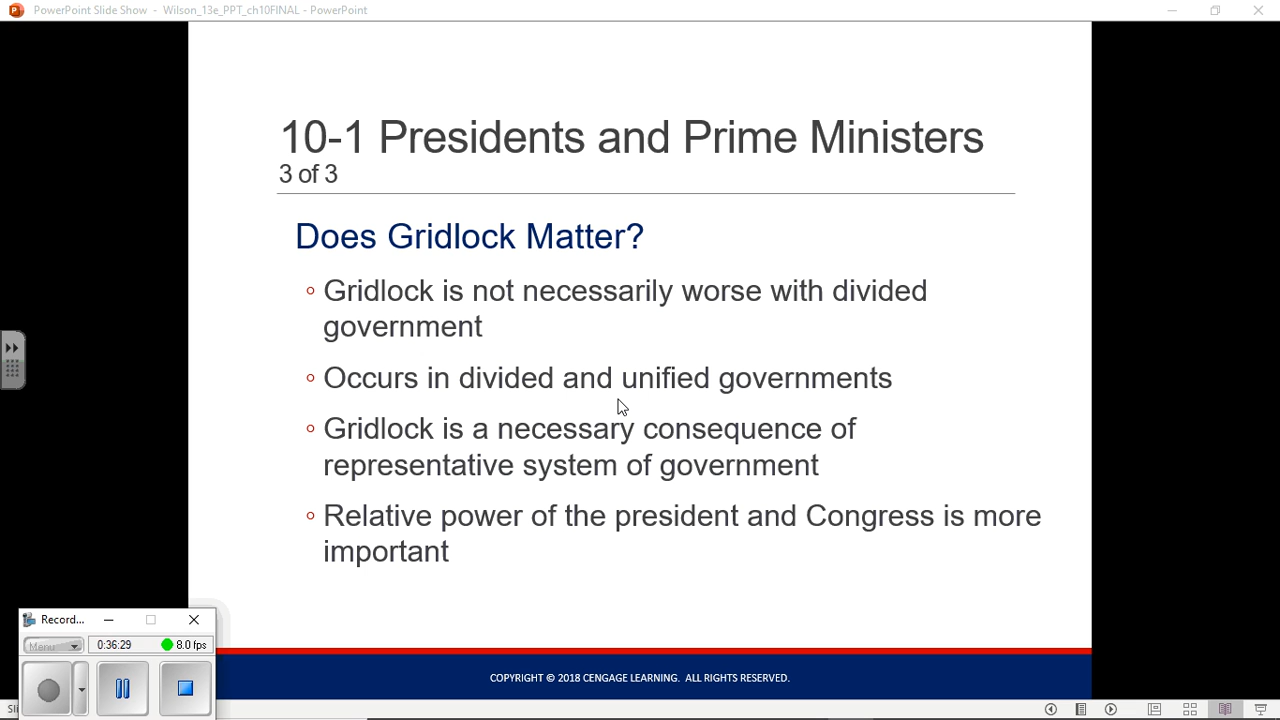 PowerPoint Slide Show - Wilson_13e_PPT_ch10FINAL - PowerPoint
10-1 Presidents and Prime Ministers
3 of 3
Does Gridlock Matter?
Gridlock is not necessarily worse with divided
government
Occurs in divided and unified governments
Gridlock is a necessary consequence of
representative system of government
Relative power of the president and Congress is more
important
Record...
Menu
0:36:29
8.0 fps
COPYRIGHT © 2018 CENGAGE LEARNING. ALL RIGHTS RESERVED.